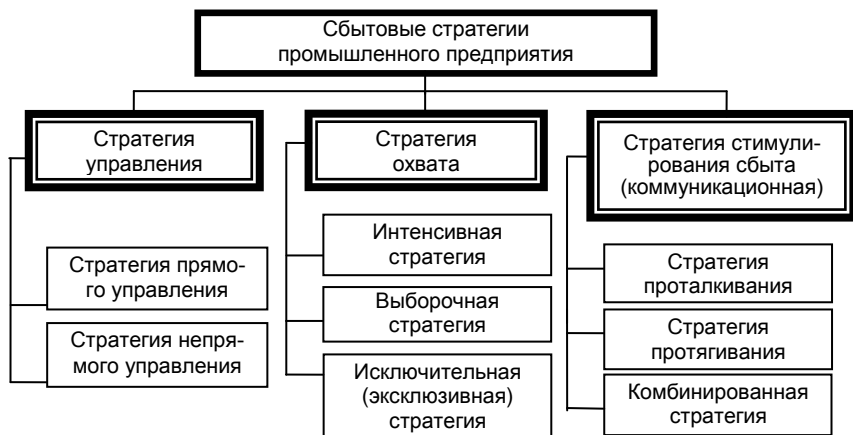 Сбытовые стратегии
промышленного предприятия
Стратегия
управления
Стратегия
охвата
Стратегия стимули-
рования сбыта
(коммуникационная)
Стратегия прямо-
го управления
Стратегия непря-
мого управления
Интенсивная
стратегия
Выборочная
стратегия
Исключительная
(эксклюзивная)
стратегия
Стратегия
проталкивания
Стратегия
протягивания
Комбинированная
стратегия